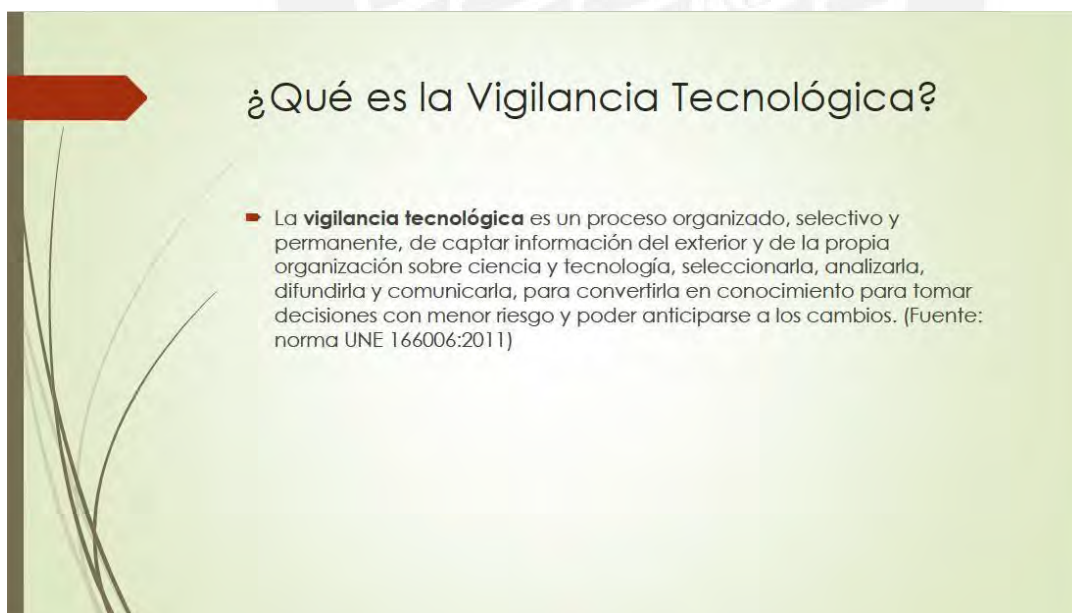 ¿Qué es la Vigilancia Tecnológica?
La vigilancia tecnológica es un proceso organizado, selectivo y
permanente, de captar información del exterior y de la propia
organización sobre ciencia y tecnología, seleccionarla, analizarla,
difundirla y comunicarla, para convertirla en conocimiento para tomar
decisiones con menor riesgo y poder anticiparse a los cambios. (Fuente:
norma UNE 166006:2011)